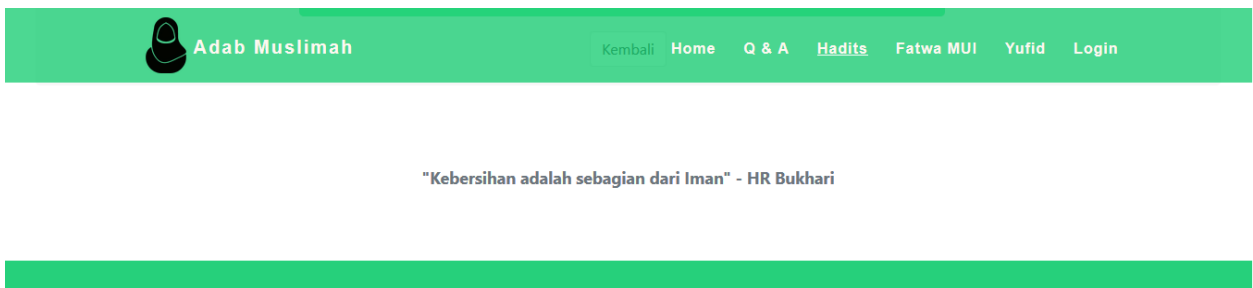 Adab Muslimah
Kembali Home Q & A Hadits Fatwa MUI Yufid Login
"Kebersihan adalah sebagian dari Iman" - HR Bukhari